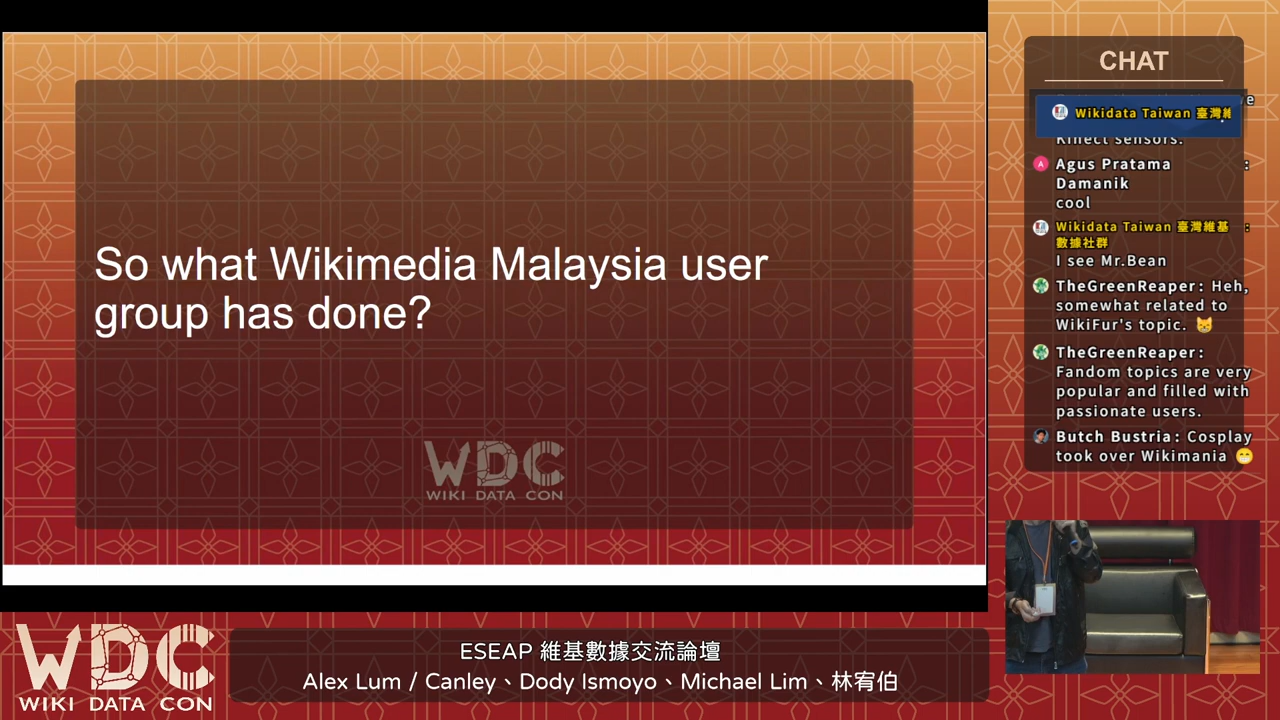 So what Wikimedia Malaysia user
group has done?
WDC
WIKI DATA CON
CHAT
Wikidata Taiwan 臺灣維
Kinect sensors.
A
Agus Pratama :
Damanik
cool
Wikidata Taiwan 臺灣維基 :
數據社群
I see Mr.Bean
TheGreenReaper: Heh,
somewhat related to
WikiFur's topic. 😸
TheGreenReaper:
Fandom topics are very
popular and filled with
passionate users.
Butch Bustria: Cosplay
took over Wikimania 😁
WDC
WIKI DATA CON
ESEAP 維基數據交流論壇
Alex Lum / Canley、Dody Ismoyo、Michael Lim、林宥伯